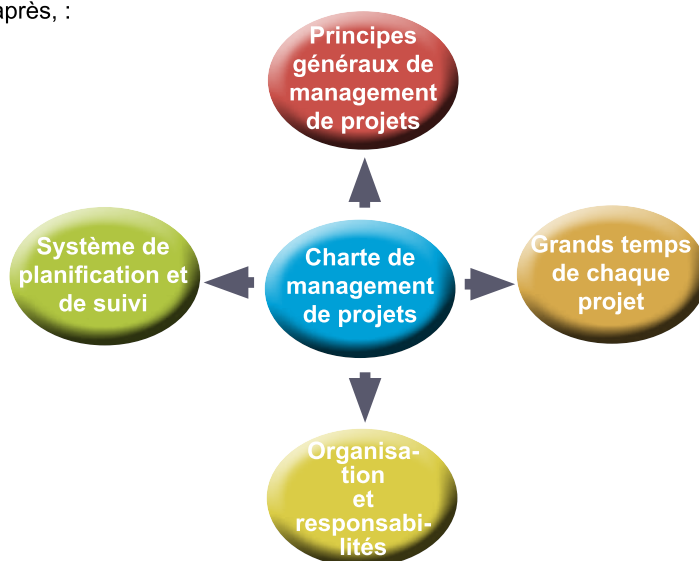 après, :
Principes
généraux de
management
de projets
Système de
planification et
de suivi
Charte de
management
de projets
Grands temps
de chaque
projet
Organisa-
tion
et
responsabi-
lités